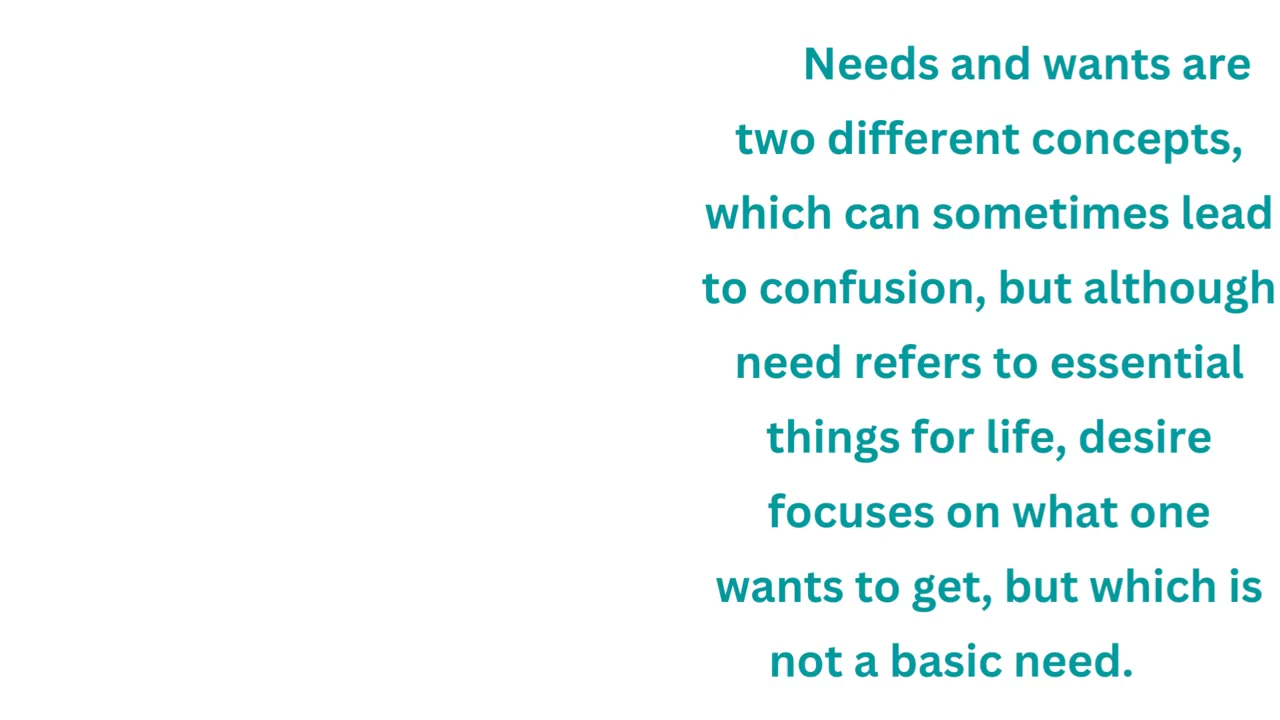 Needs and wants are
two different concepts,
which can sometimes lead
to confusion, but although
need refers to essential
things for life, desire
focuses on what one
wants to get, but which is
not a basic need.